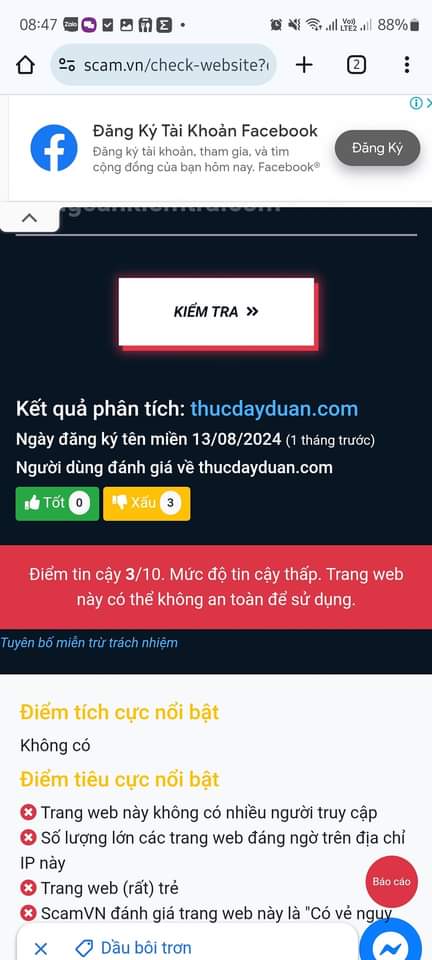 08:47 Zalo
Voj)
LTE2 88%
scam.vn/check-website?
2
Đăng Ký Tài Khoản Facebook
Đăng ký tài khoản, tham gia, và tìm
cộng đồng của bạn hôm nay. Facebook®
Đăng Ký
KIỂM TRA »
Kết quả phân tích: thucdayduan.com
Ngày đăng ký tên miền 13/08/2024 (1 tháng trước)
Người dùng đánh giá về thucdayduan.com
Tốt 0 Xấu 3
Điểm tin cậy 3/10. Mức độ tin cậy thấp. Trang web
này có thể không an toàn để sử dụng.
Tuyên bố miễn trừ trách nhiệm
Điểm tích cực nổi bật
Không có
Điểm tiêu cực nổi bật
Trang web này không có nhiều người truy cập
Số lượng lớn các trang web đáng ngờ trên địa chỉ
IP này
Trang web (rất) trẻ
Báo cáo
ScamVN đánh giá trang web này là "Có vẻ nguy
Dầu bôi trơn